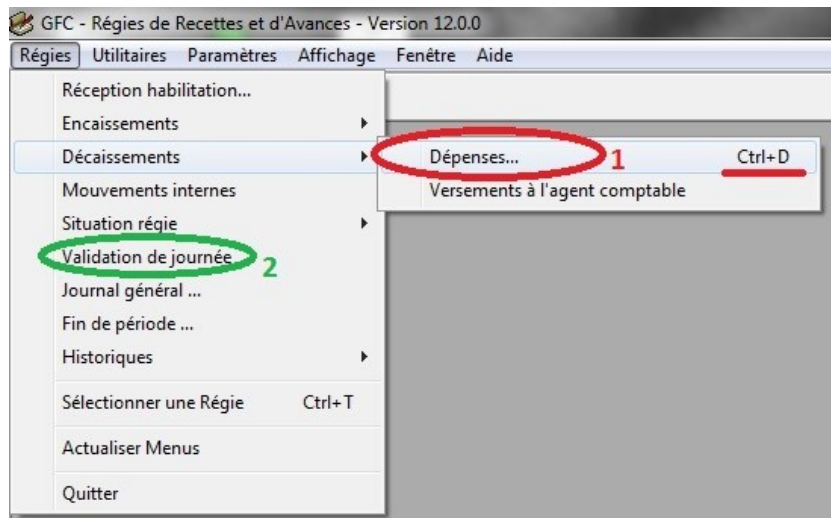 GFC - Régies de Recettes et d'Avances - Version 12.0.0
Régies Utilitaires Paramètres Affichage Fenêtre Aide
Réception habilitation...
Encaissements
Décaissements
Dépenses... 1 Ctrl+D
Mouvements internes
Versements à l'agent comptable
Situation régie
Validation de journée 2
Journal général ...
Fin de période ...
Historiques
Sélectionner une Régie Ctrl+T
Actualiser Menus
Quitter